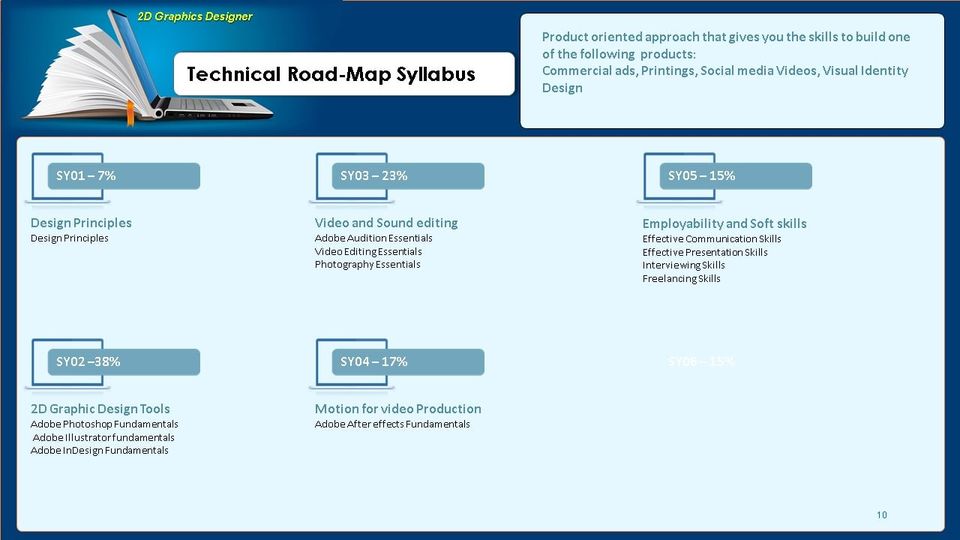 2D Graphics Designer
Technical Road-Map Syllabus
Product oriented approach that gives you the skills to build one
of the following products:
Commercial ads, Printings, Social media Videos, Visual Identity
Design
SY01 – 7%
Design Principles
Design Principles
SY03 – 23%
Video and Sound editing
Adobe Audition Essentials
Video Editing Essentials
Photography Essentials
SY05 – 15%
Employability and Soft skills
Effective Communication Skills
Effective Presentation Skills
Interviewing Skills
Freelancing Skills
SY02 –38%
2D Graphic Design Tools
Adobe Photoshop Fundamentals
Adobe Illustrator fundamentals
Adobe InDesign Fundamentals
SY04 – 17%
Motion for video Production
Adobe After effects Fundamentals
SY06 – 15%
10